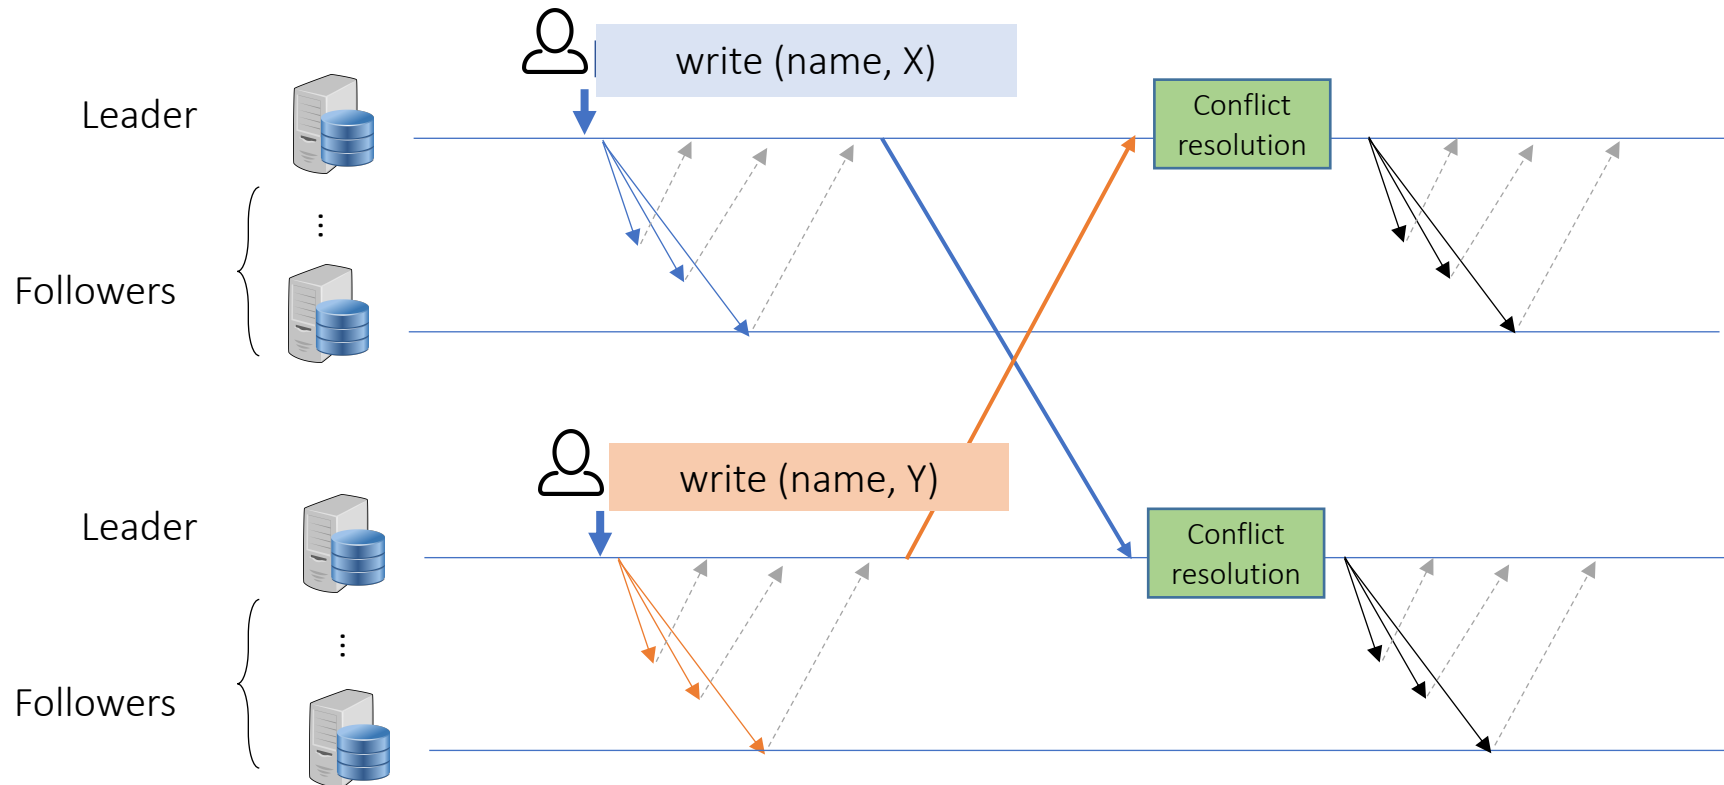 write (name, X)
Leader
Conflict
resolution
...
Followers
write (name, Y)
Leader
Conflict
resolution
...
Followers